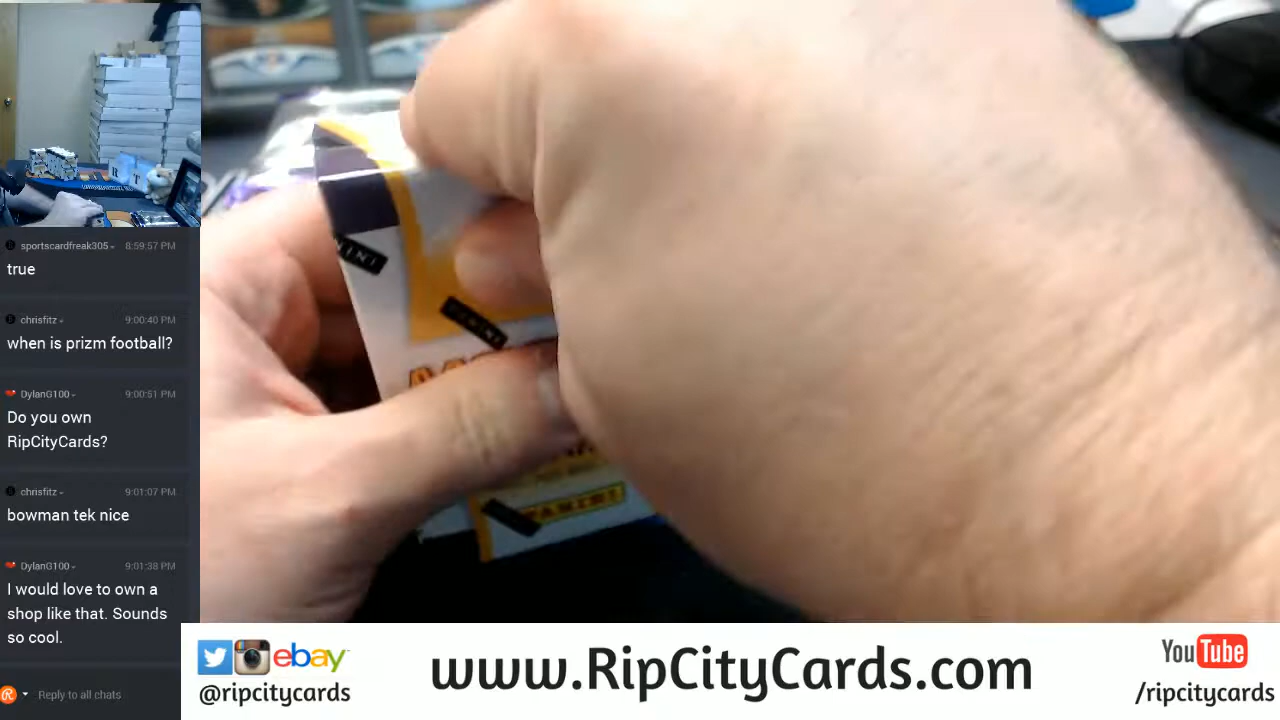 sportscardfreak305 8:59:57 PM
true
chrisfitz 9:00:40 PM
when is prizm football?
DylanG100 9:00:51 PM
Do you own
RipCityCards?
chrisfitz 9:01:07 PM
bowman tek nice
DylanG100 9:01:38 PM
I would love to own a
shop like that. Sounds
so cool.
Reply to all chats
PANINI
PANINI
ebay
@ripcitycards
www.RipCityCards.com
YouTube
/ripcitycards